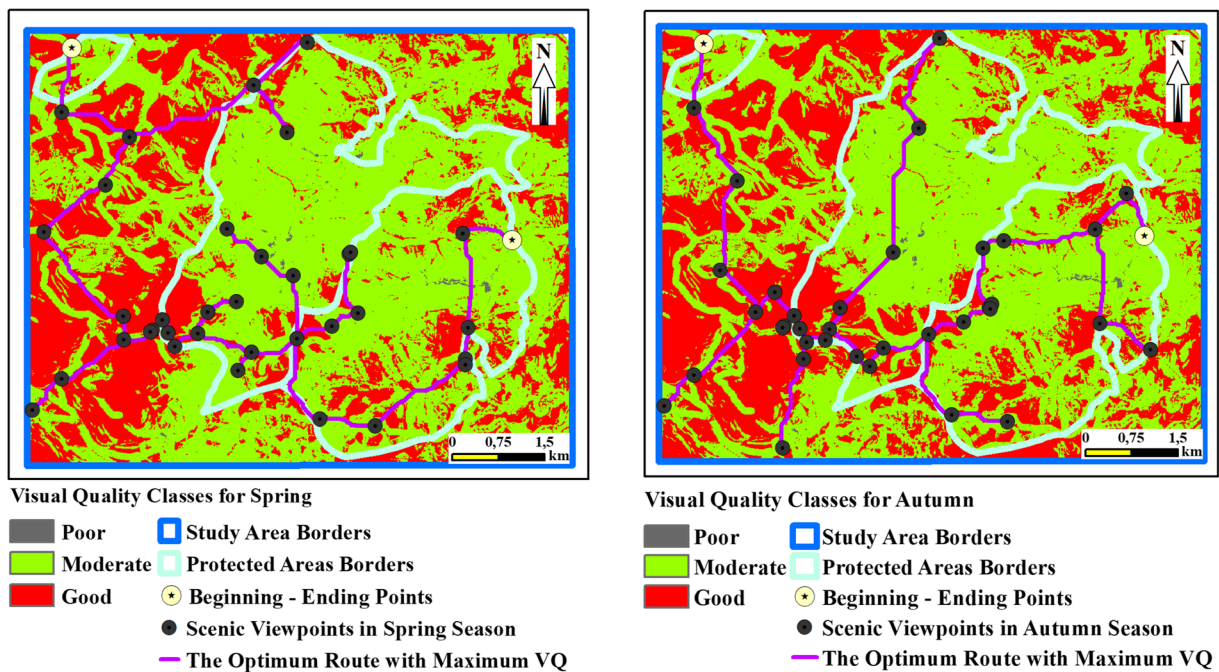 N
0 0,75 1,5
km
Visual Quality Classes for Spring
Poor
Study Area Borders
Moderate
Protected Areas Borders
Good
Beginning - Ending Points
Scenic Viewpoints in Spring Season
The Optimum Route with Maximum VQ
N
0 0,75 1,5
km
Visual Quality Classes for Autumn
Poor
Study Area Borders
Moderate
Protected Areas Borders
Good
Beginning - Ending Points
Scenic Viewpoints in Autumn Season
The Optimum Route with Maximum VQ